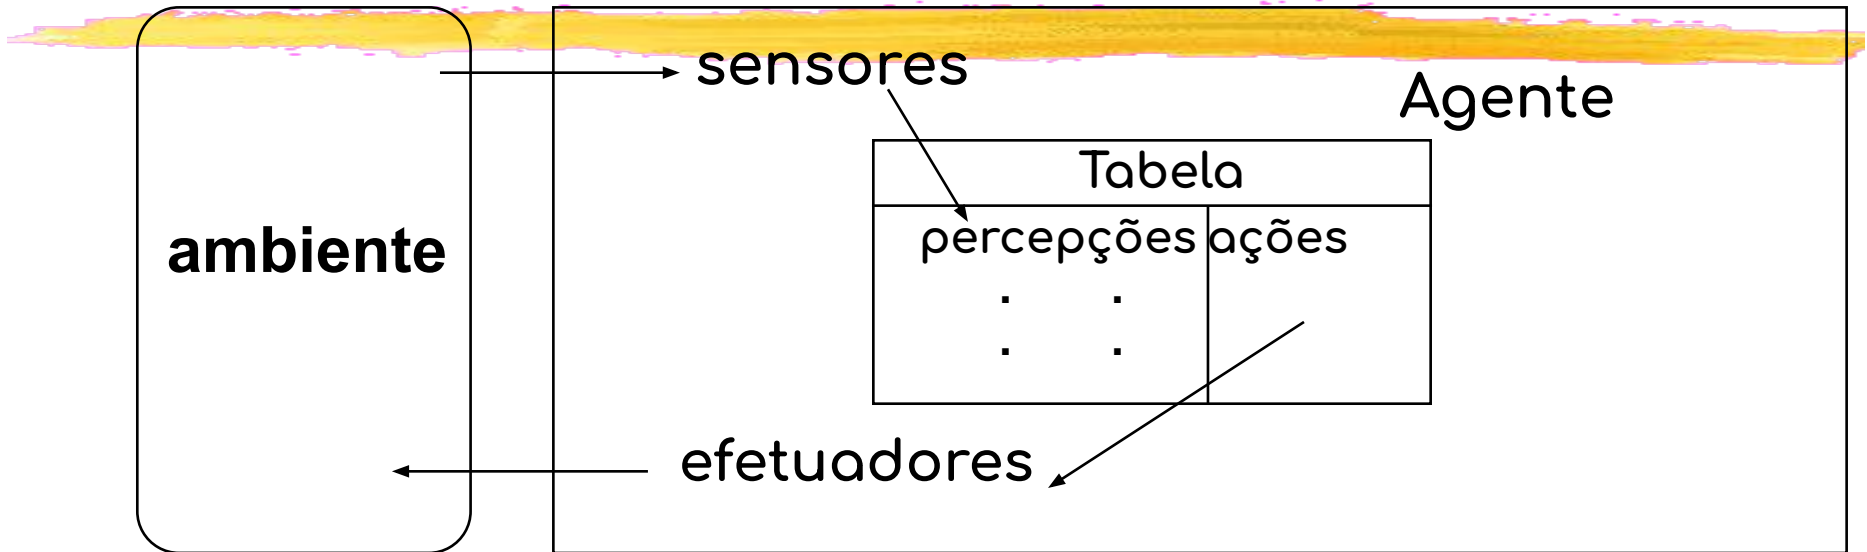 sensores
Agente
Tabela
percepções ações
. .
. .
ambiente
efetuadores